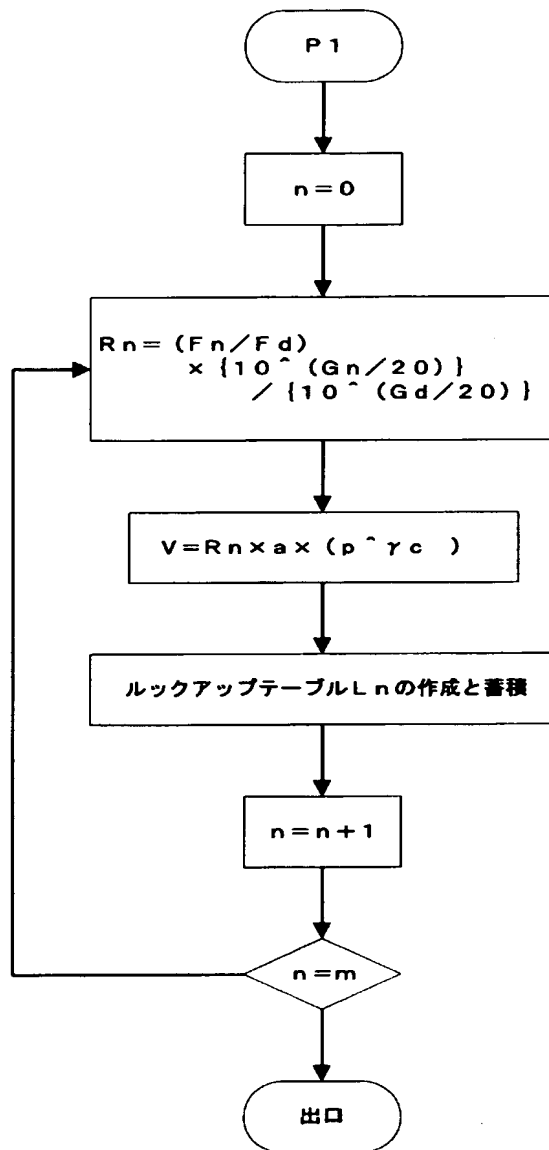 P1
n=0
Rn=(Fn/Fd)
×{10^(Gn/20)}
/{10^(Gd/20)}
V=Rn×a×(p^γc )
ルックアップテーブルLnの作成と蓄積
n=n+1
n=m
出口